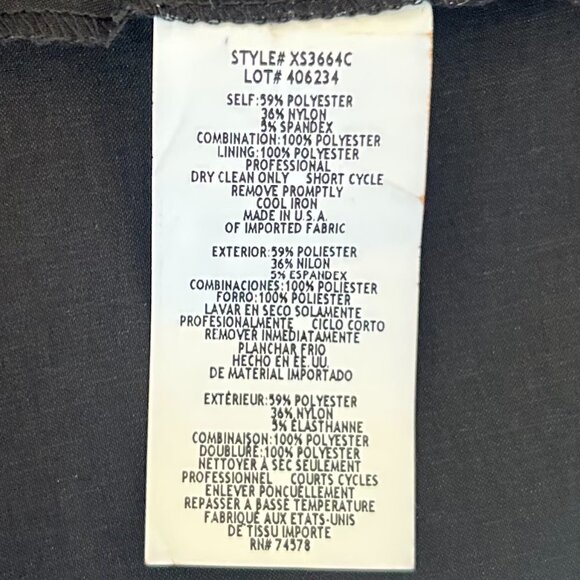 STYLE# XS3664C
LOT# 406234
SELF:59% POLYESTER
36% NYLON
5% SPANDEX
COMBINATION:100% POLYESTER
LINING:100% POLYESTER
PROFESSIONAL
DRY CLEAN ONLY SHORT CYCLE
REMOVE PROMPTLY
COOL IRON
MADE IN U.S.A.
OF IMPORTED FABRIC
EXTERIOR:59% POLIESTER
36% NILON
5% ESPANDEX
COMBINACIONES:100% POLIESTER
FORRO:100% POLIESTER
LAVAR EN SECO SOLAMENTE
PROFESIONALMENTE CICLO CORTO
REMOVER INMEDIATAMENTE
PLANCHAR FRIO
HECHO EN EE.UU.
DE MATERIAL IMPORTADO
EXTÉRIEUR:59% POLYESTER
36% NYLON
5% ÉLASTHANNE
COMBINAISON:100% POLYESTER
DOUBLURE:100% POLYESTER
NETTOYER À SEC SEULEMENT
PROFESSIONNEL COURTS CYCLES
ENLEVER PONCUELLEMENT
REPASSER A BASSE TEMPERATURE
FABRIQUÉ AUX ETATS-UNIS
DE TISSU IMPORTE
RN# 74578